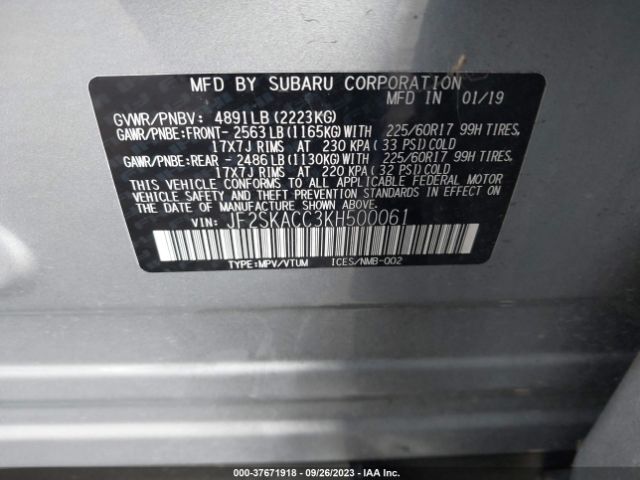 MFD BY SUBARU CORPORATION
MFD IN 01/19
GVWR/PNBV: 4891LB (2223KG)
GAWR/PNBE: FRONT- 2563LB (1165KG) WITH 225/60R17 99H TIRES,
17X7J RIMS AT 230 KPA (33 PSI) COLD
GAWR/PNBE: REAR - 2486LB (1130KG) WITH 225/60R17 99H TIRES,
17X7J RIMS AT 220 KPA (32 PSI) COLD
THIS VEHICLE CONFORMS TO ALL APPLICABLE FEDERAL MOTOR
VEHICLE SAFETY, BUMPER, AND THEFT PREVENTION STANDARDS
IN EFFECT ON THE DATE OF MANUFACTURE SHOWN ABOVE.
VIN: JF2SKACC3KH500061
TYPE:MPV/VTUM ICES/NMB-002
000-37671918 - 09/26/2023 - IAA Inc.